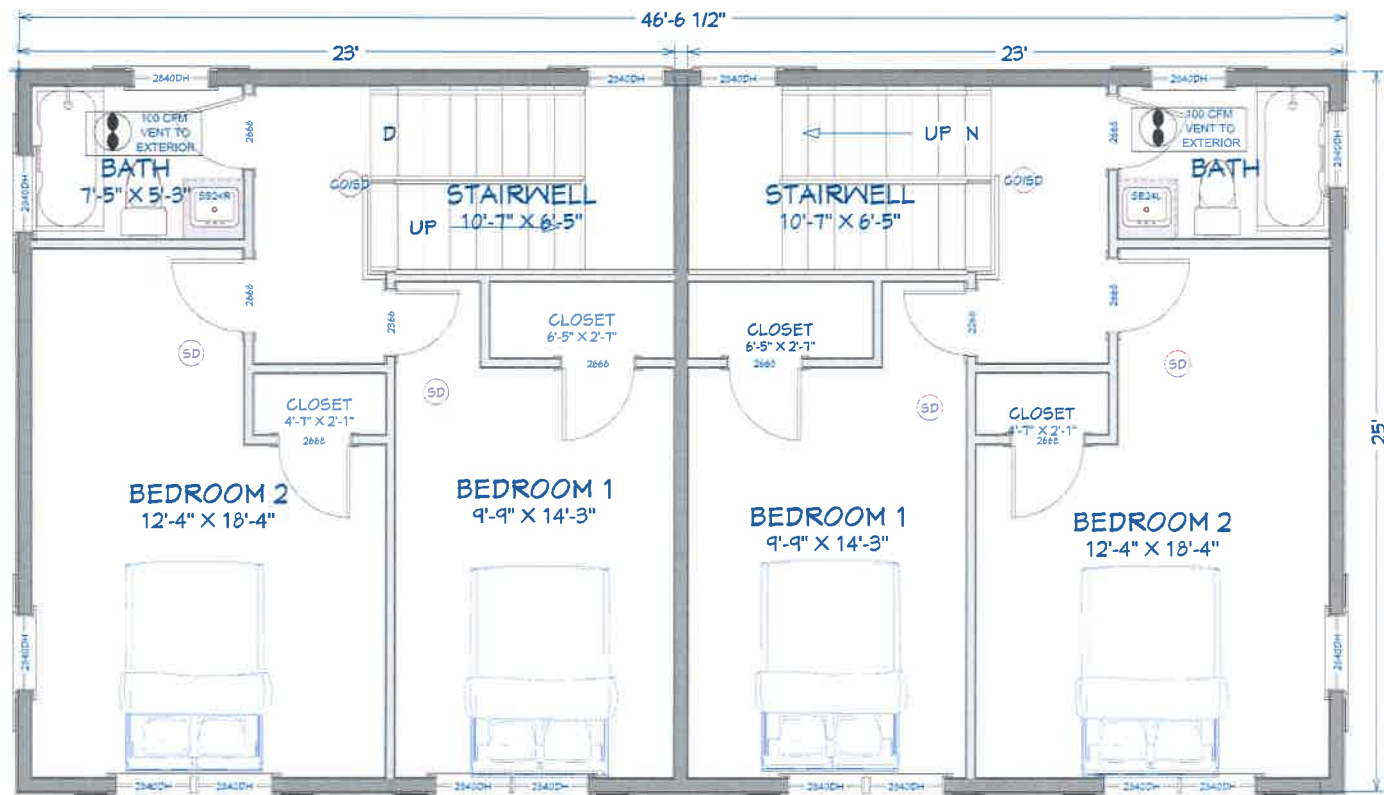 46'-6 1/2"
23'
23'
2840DH
2840DH
2840DH
2840DH
100 CFM
VENT TO
EXTERIOR
BATH
7'-5" X 5'-3"
SB24R
2668
2840DH
D
CO/SD
STAIRWELL
10'-7" X 6'-5"
UP
UP N
STAIRWELL
10'-7" X 6'-5"
CO/SD
2668
100 CFM
VENT TO
EXTERIOR
BATH
SB24L
2840DH
25'
2668
2368
SD
CLOSET
6'-5" X 2'-7"
2668
SD
CLOSET
4'-7" X 2'-1"
2668
CLOSET
6'-5" X 2'-7"
2668
2268
2668
SD
SD
CLOSET
4'-7" X 2'-1"
2668
BEDROOM 2
12'-4" X 18'-4"
BEDROOM 1
9'-9" X 14'-3"
BEDROOM 1
9'-9" X 14'-3"
BEDROOM 2
12'-4" X 18'-4"
2840DH
2840DH
2840DH
2840DH
2840DH
2840DH
2840DH
2840DH
2840DH
2840DH